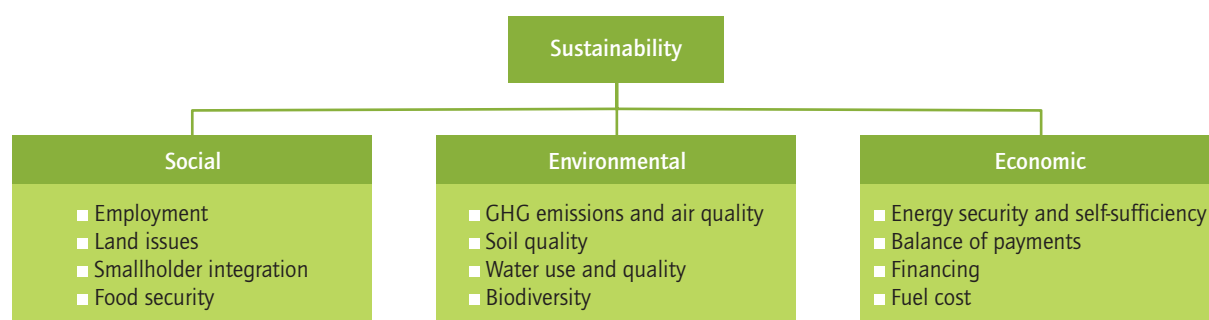 Sustainability
Social
Employment
Land issues
Smallholder integration
Food security
Environmental
GHG emissions and air quality
Soil quality
Water use and quality
Biodiversity
Economic
Energy security and self-sufficiency
Balance of payments
Financing
Fuel cost